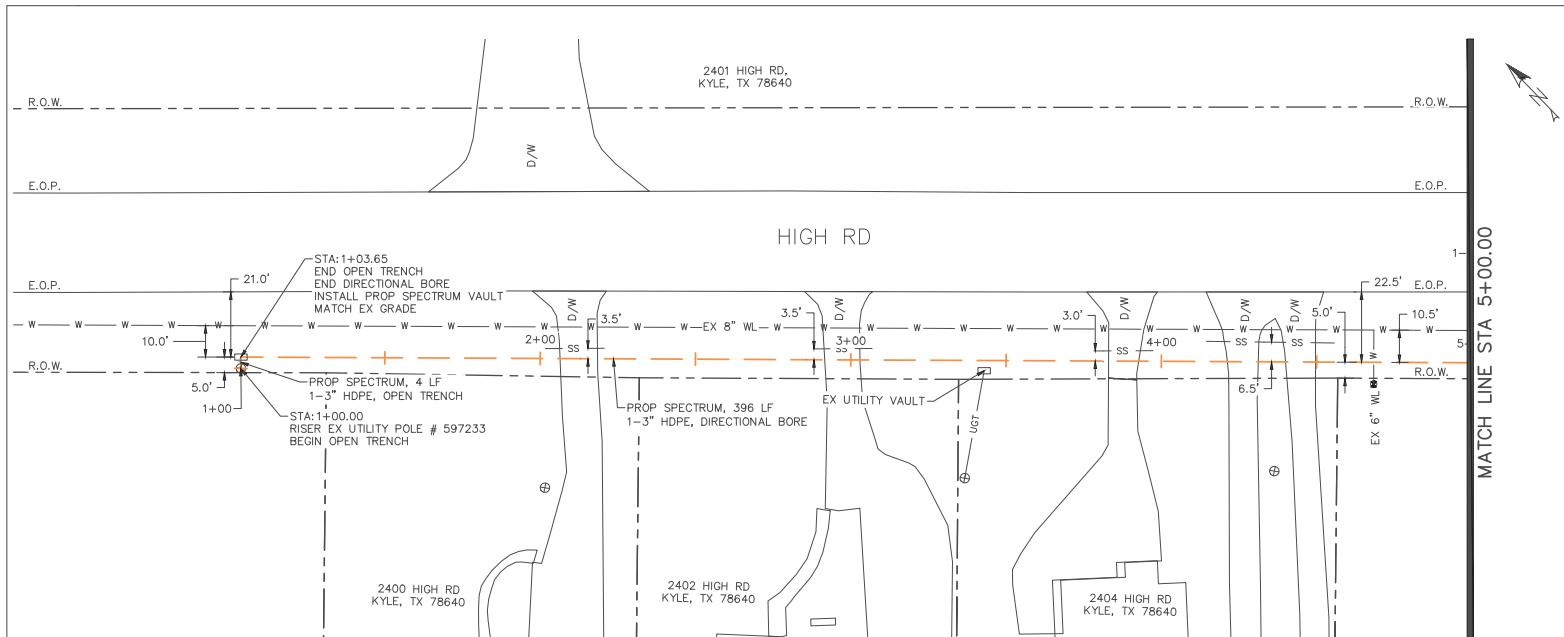 2401 HIGH RD,
KYLE, TX 78640
R.O.W.
R.O.W.
N
D/W
E.O.P.
E.O.P.
HIGH RD
STA:1+03.65
END OPEN TRENCH
END DIRECTIONAL BORE
INSTALL PROP SPECTRUM VAULT
MATCH EX GRADE
21.0'
22.5'
E.O.P.
E.O.P.
1-
D/W
D/W
D/W
D/W
D/W
W W W W W W W W W W W W W W EX 8" WL W W W W W W W W W W W W W W
3.5'
3.5'
3.0'
5.0'
10.5'
10.0'
2+00
3+00
4+00
5-
SS
SS
SS
SS
SS
R.O.W.
R.O.W.
5.0'
6.5'
W
EX 6" WL
1+00
PROP SPECTRUM, 4 LF
1-3" HDPE, OPEN TRENCH
STA:1+00.00
RISER EX UTILITY POLE # 597233
BEGIN OPEN TRENCH
PROP SPECTRUM, 396 LF
1-3" HDPE, DIRECTIONAL BORE
EX UTILITY VAULT
UGT
MATCH LINE STA 5+00.00
2400 HIGH RD
KYLE, TX 78640
2402 HIGH RD
KYLE, TX 78640
2404 HIGH RD
KYLE, TX 78640